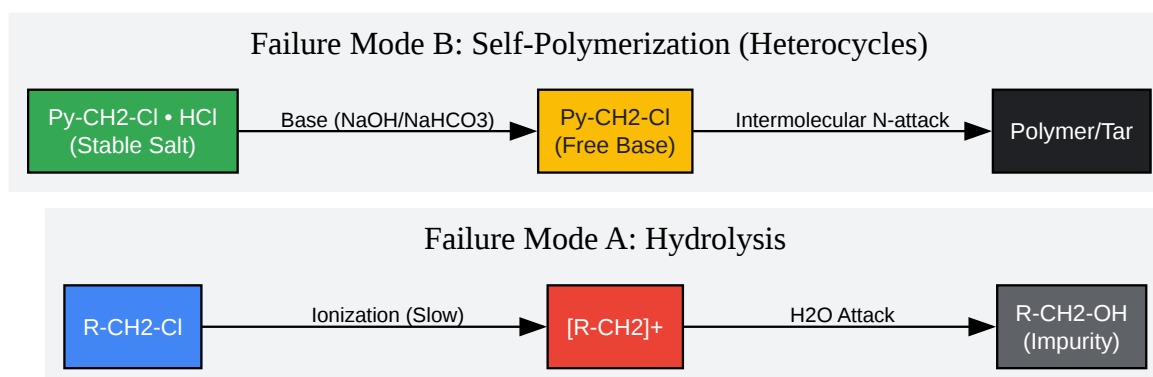 Failure Mode B: Self-Polymerization (Heterocycles)
Py-CH2-Cl • HCl
(Stable Salt)
Base (NaOH/NaHCO3)
Py-CH2-Cl
(Free Base)
Intermolecular N-attack
Polymer/Tar
Failure Mode A: Hydrolysis
R-CH2-Cl
Ionization (Slow)
[R-CH2]+
H2O Attack
R-CH2-OH
(Impurity)